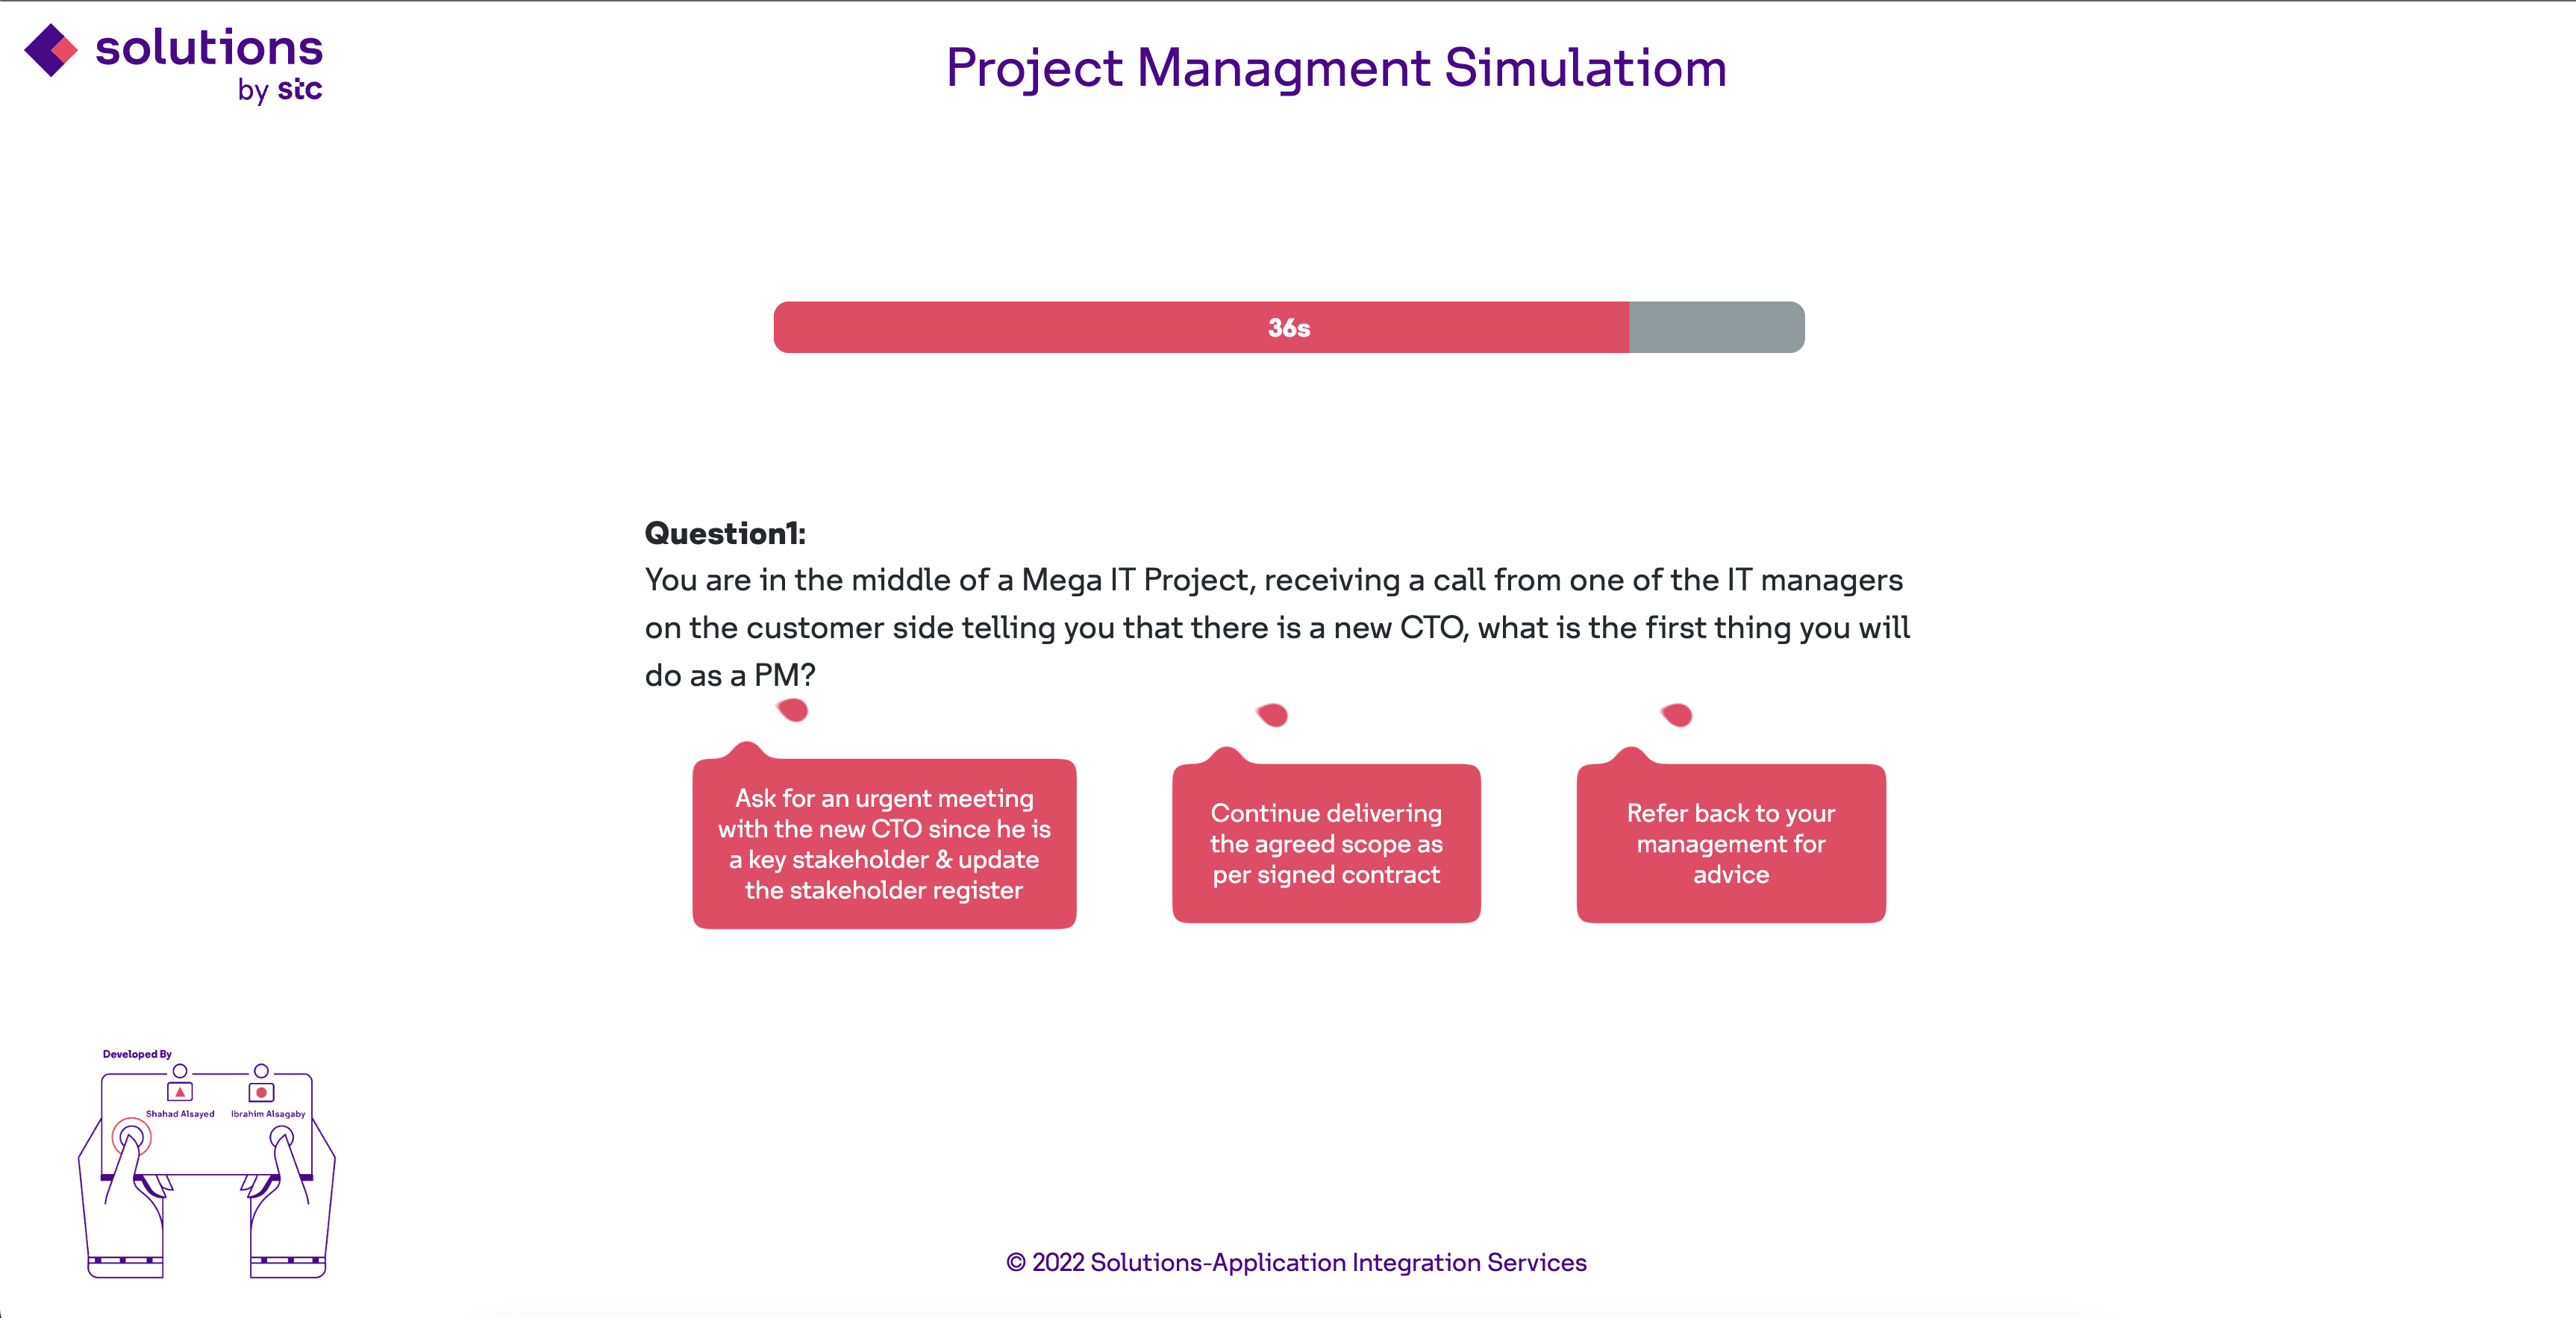 solutions
by stc
Project Managment Simulatiom
36s
Question1:
You are in the middle of a Mega IT Project, receiving a call from one of the IT managers
on the customer side telling you that there is a new CTO, what is the first thing you will
do as a PM?
Ask for an urgent meeting
with the new CTO since he is
a key stakeholder & update
the stakeholder register
Continue delivering
the agreed scope as
per signed contract
Refer back to your
management for
advice
Developed By
Shahad Alsayed
Ibrahim Alsagaby
© 2022 Solutions-Application Integration Services